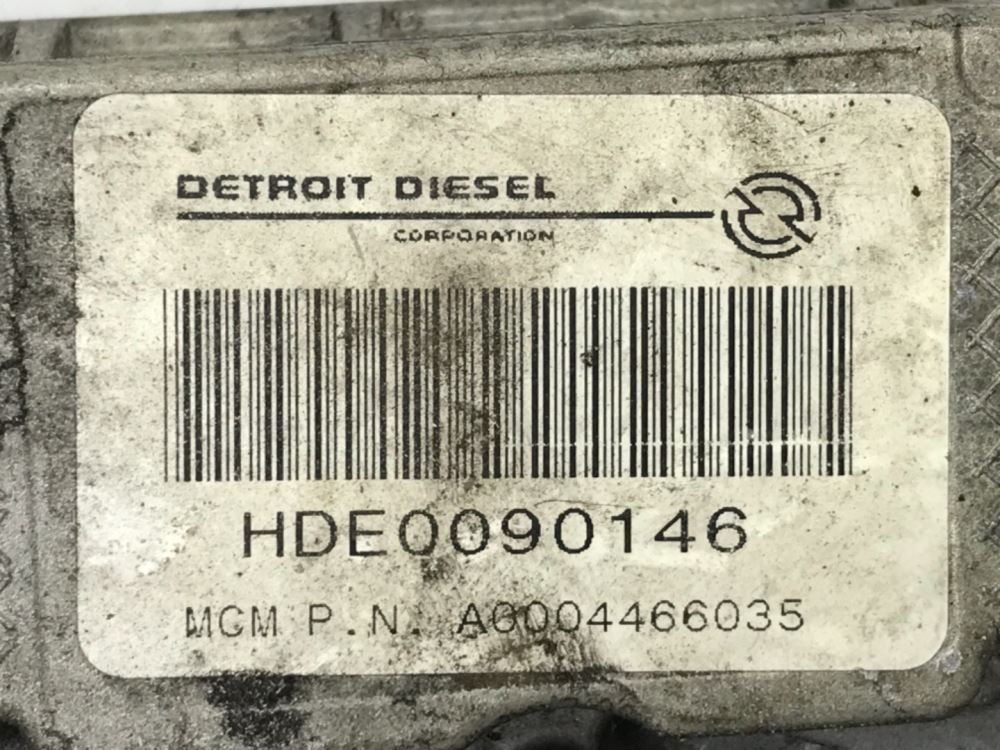 DETROIT DIESEL
CORPORATION
HDE0090146
MCM P.N. A0004466035